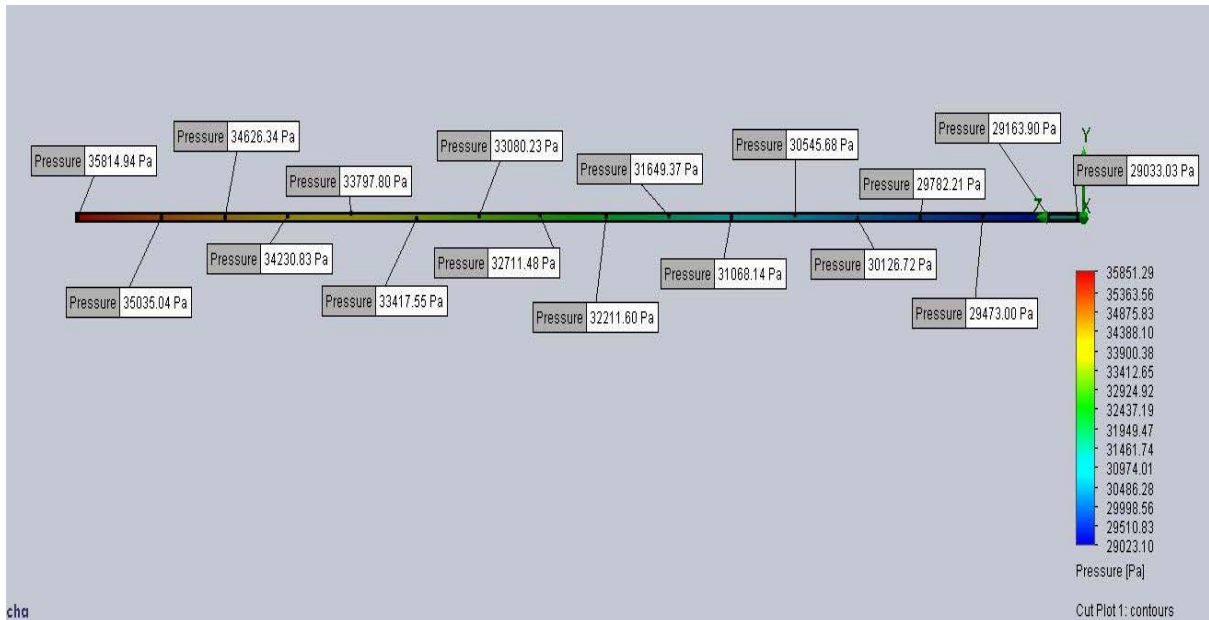 Pressure 29163.90 Pa
Pressure 34626.34 Pa
Pressure 33080.23 Pa
Pressure 30545.68 Pa
Y
Pressure 35814.94 Pa
Pressure 31649.37 Pa
Pressure 29033.03 Pa
Pressure 33797.80 Pa
Pressure 29782.21 Pa
Z
X
Pressure 34230.83 Pa
Pressure 32711.48 Pa
Pressure 31068.14 Pa
Pressure 30126.72 Pa
Pressure 35035.04 Pa
Pressure 33417.55 Pa
Pressure 32211.60 Pa
Pressure 29473.00 Pa
35851.29
35363.56
34875.83
34388.10
33900.38
33412.65
32924.92
32437.19
31949.47
31461.74
30974.01
30486.28
29998.56
29510.83
29023.10
Pressure [Pa]
Cut Plot 1: contours
cha